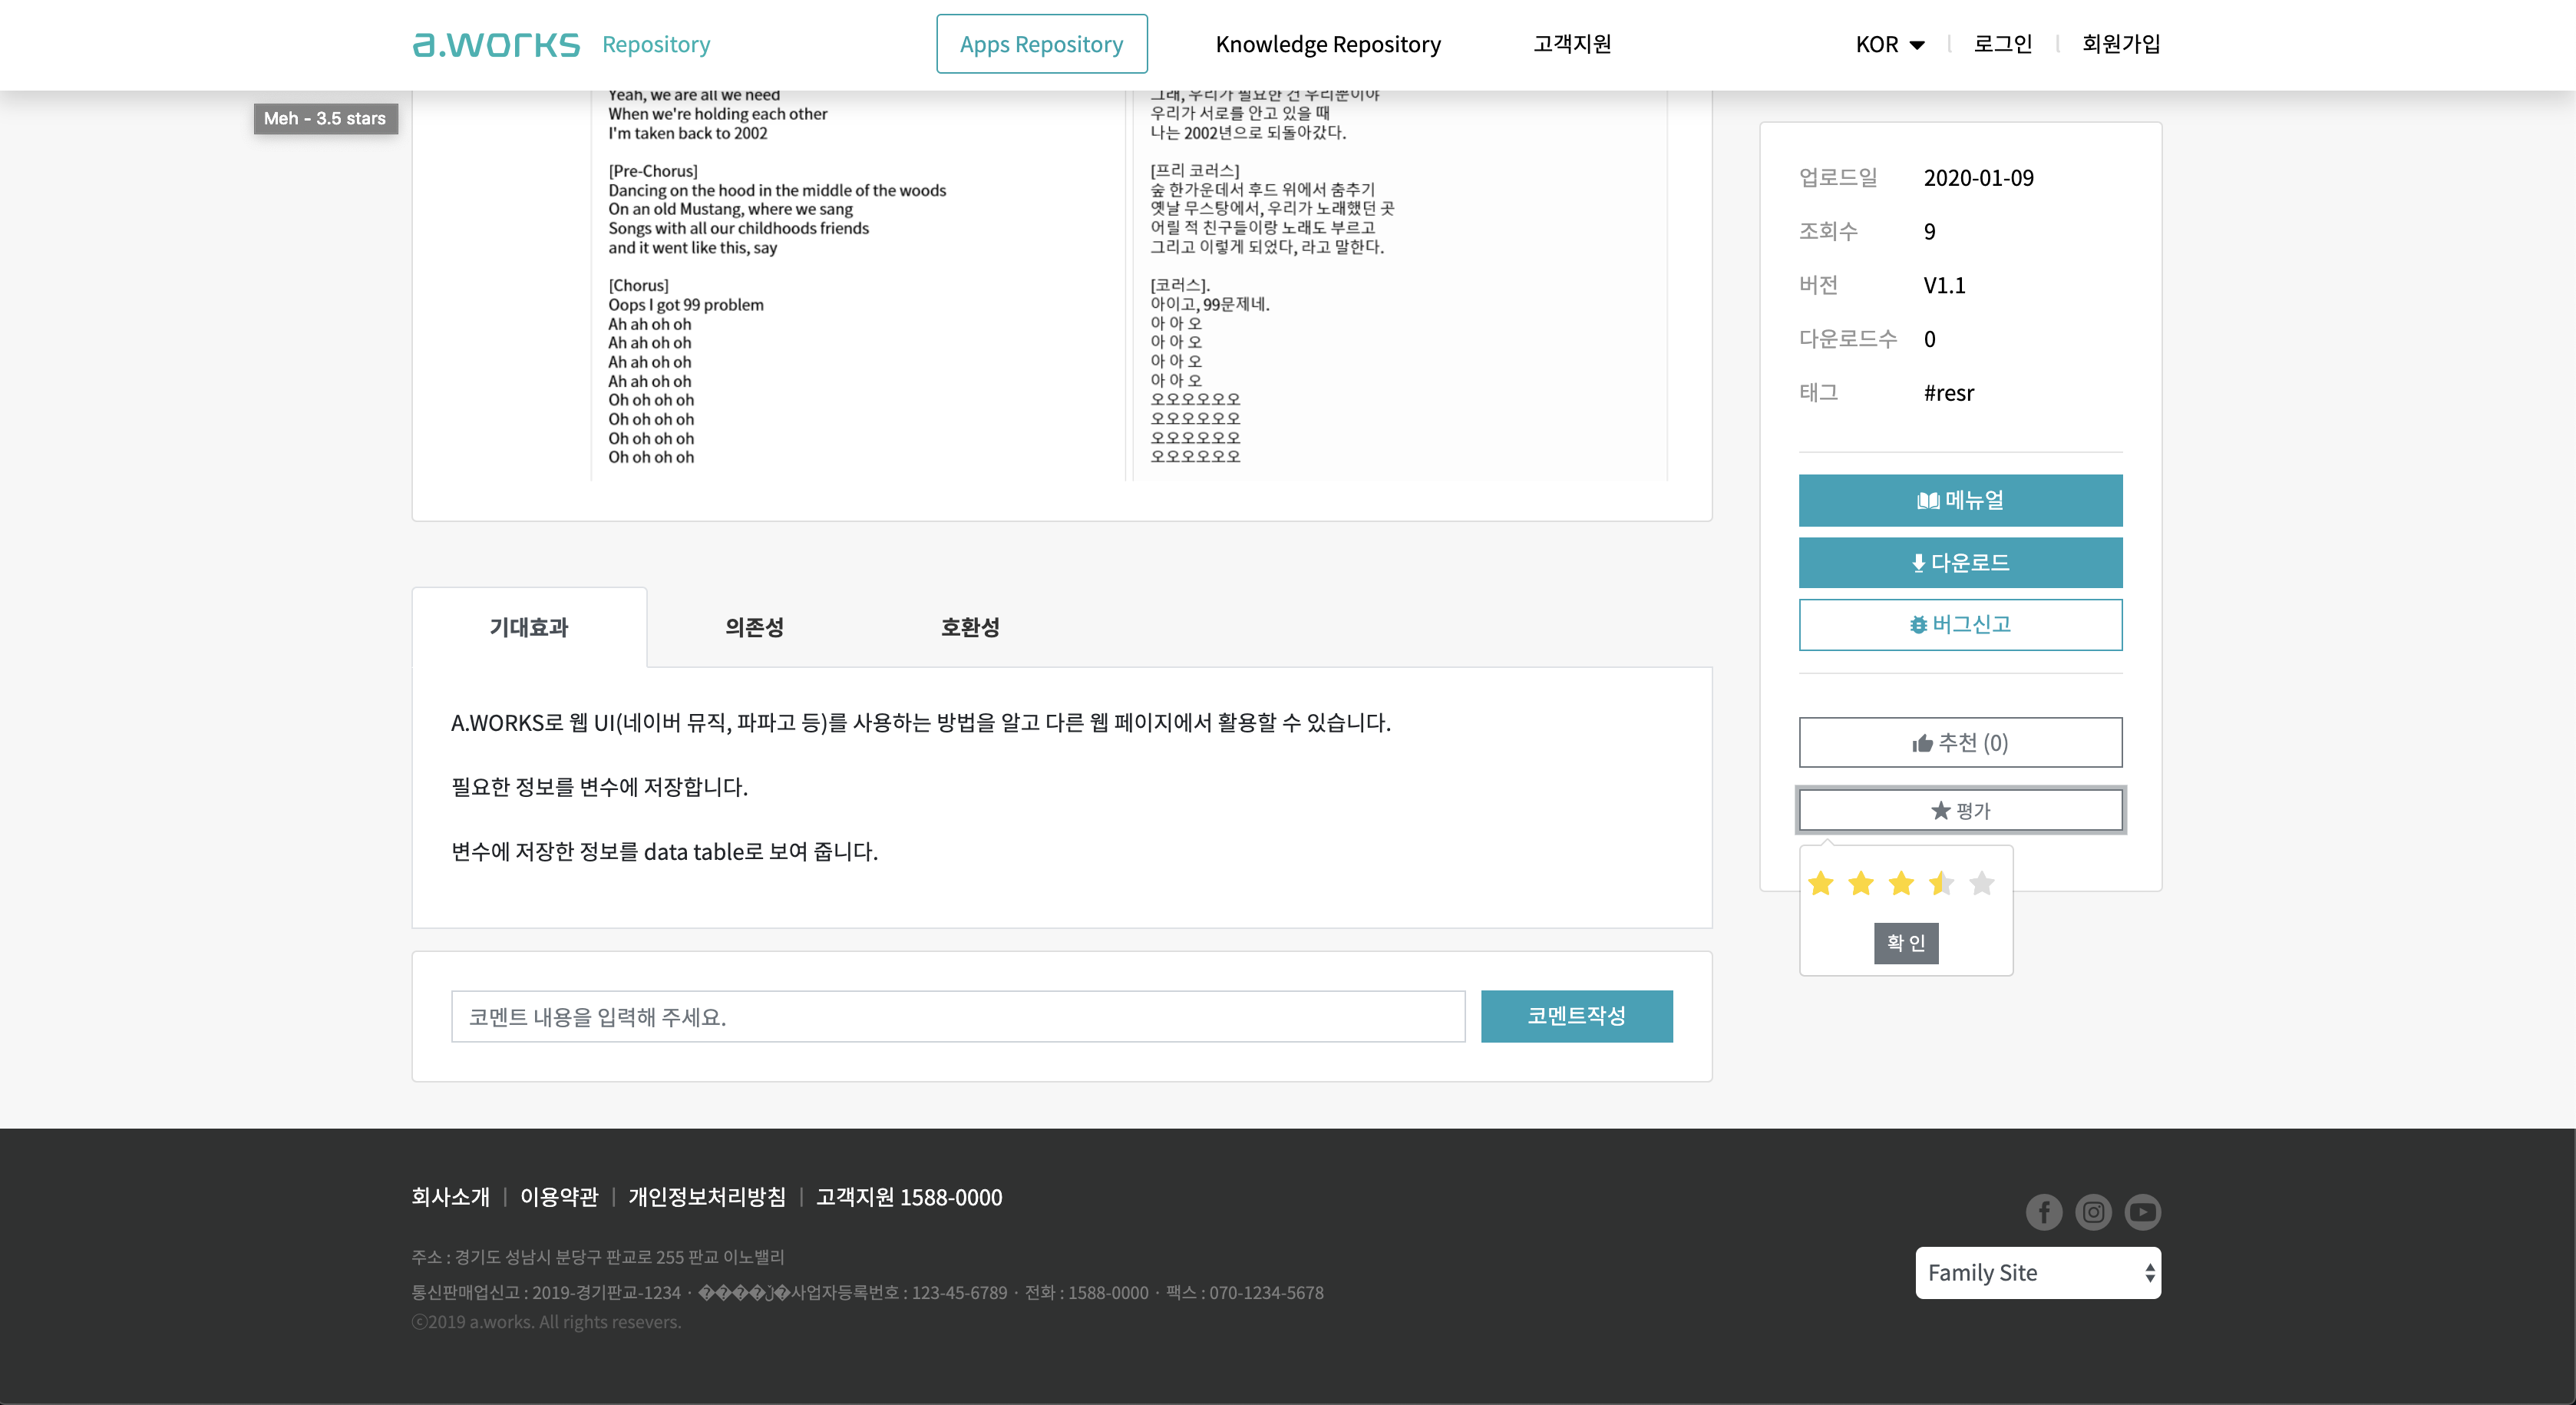 a.works Repository
Apps Repository
Knowledge Repository
고객지원
KOR
로그인
회원가입
Meh - 3.5 stars
Yeah, we are all we need
When we're holding each other
I'm taken back to 2002
[Pre-Chorus]
Dancing on the hood in the middle of the woods
On an old Mustang, where we sang
Songs with all our childhoods friends
and it went like this, say
[Chorus]
Oops I got 99 problem
Ah ah oh oh
Ah ah oh oh
Ah ah oh oh
Ah ah oh oh
Oh oh oh oh
Oh oh oh oh
Oh oh oh oh
Oh oh oh oh
그래, 우리가 필요한 건 우리뿐이야
우리가 서로를 안고 있을 때
나는 2002년으로 되돌아갔다.
[프리 코러스]
숲 한가운데서 후드 위에서 춤추기
옛날 무스탕에서, 우리가 노래했던 곳
어릴 적 친구들이랑 노래도 부르고
그리고 이렇게 되었다, 라고 말한다.
[코러스].
아이고, 99문제네.
아 아 오
아 아 오
아 아 오
아 아 오
오오오오오오
오오오오오오
오오오오오오
오오오오오오
업로드일 2020-01-09
조회수 9
버전 V1.1
다운로드수 0
태그 #resr
메뉴얼
다운로드
버그신고
추천 (0)
평가
확 인
기대효과
의존성
호환성
A.WORKS로 웹 UI(네이버 뮤직, 파파고 등)를 사용하는 방법을 알고 다른 웹 페이지에서 활용할 수 있습니다.
필요한 정보를 변수에 저장합니다.
변수에 저장한 정보를 data table로 보여 줍니다.
코멘트 내용을 입력해 주세요.
코멘트작성
회사소개 | 이용약관 | 개인정보처리방침 | 고객지원 1588-0000
주소 : 경기도 성남시 분당구 판교로 255 판교 이노밸리
통신판매업신고 : 2019-경기판교-1234 · 사업자등록번호 : 123-45-6789 · 전화 : 1588-0000 · 팩스 : 070-1234-5678
ⓒ2019 a.works. All rights resevers.
Family Site